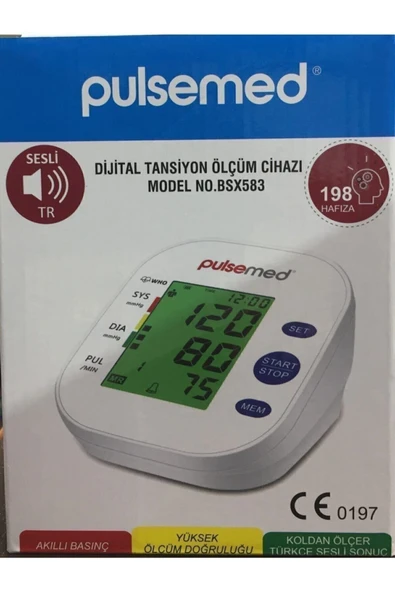 pulsemed®
SESLİ
TR
DİJİTAL TANSİYON ÖLÇÜM CİHAZI
MODEL NO.BSX583
198
HAFIZA
pulsemed®
WHO
12:00
SYS
mmHg
120
DIA
mmHg
80
PUL
/MIN
75
SET
START
STOP
MEM
CE 0197
AKILLI BASINÇ
YÜKSEK
ÖLÇÜM DOĞRULUĞU
KOLDAN ÖLÇER
TÜRKÇE SESLİ SONUÇ